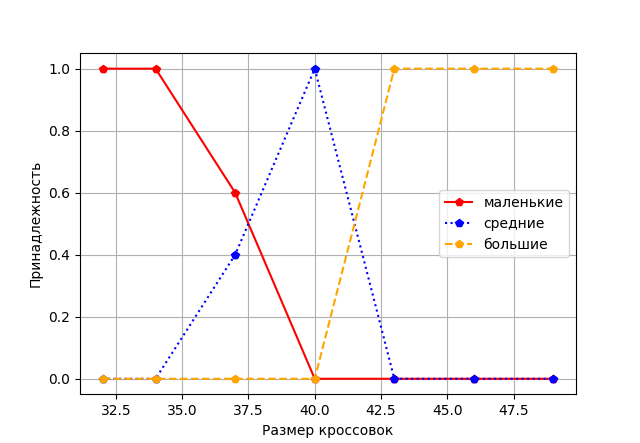 1.0
0.8
0.6
0.4
0.2
0.0
Принадлежность
маленькие
средние
большие
32.5 35.0 37.5 40.0 42.5 45.0 47.5
Размер кроссовок